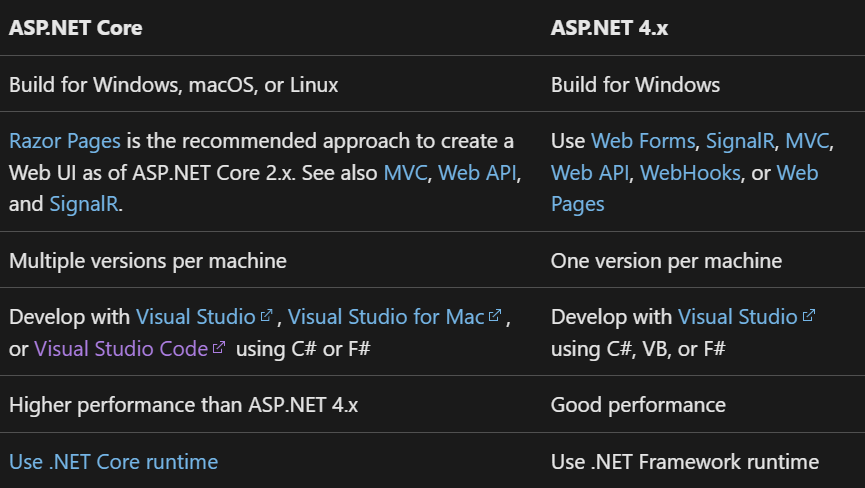 ASP.NET Core ASP.NET 4.x
Build for Windows, macOS, or Linux Build for Windows
Razor Pages is the recommended approach to create a
Web UI as of ASP.NET Core 2.x. See also MVC, Web API,
and SignalR.
Use Web Forms, SignalR, MVC,
Web API, WebHooks, or Web
Pages
Multiple versions per machine One version per machine
Develop with Visual Studio, Visual Studio for Mac,
or Visual Studio Code using C# or F#
Develop with Visual Studio
using C#, VB, or F#
Higher performance than ASP.NET 4.x Good performance
Use .NET Core runtime Use .NET Framework runtime